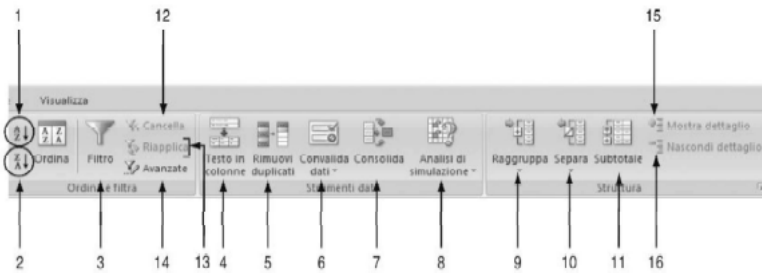 1 12 15
Visualizza
A Z
Z A
A Z Z A
Ordina
Filtro
Cancella
Riapplica
Avanzate
Testo in colonne
Rimuovi duplicati
Convalida dati
Consolida
Analisi di simulazione
Raggruppa
Separa
Subtotale
Mostra dettaglio
Nascondi dettaglio
Ordina e filtra
Strumenti dati
Struttura
2 3 14 13 4 5 6 7 8 9 10 11 16